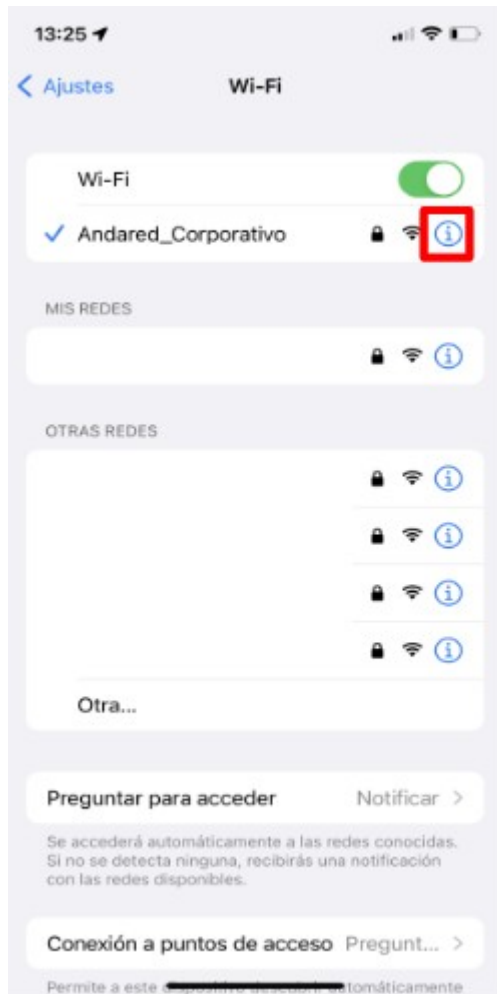 13:25
Ajustes
Wi-Fi
Wi-Fi
Andared_Corporativo
MIS REDES
OTRAS REDES
Otra...
Preguntar para acceder Notificar
Se accederá automáticamente a las redes conocidas.
Si no se detecta ninguna, recibirás una notificación
con las redes disponibles.
Conexión a puntos de acceso Pregunt...
Permite a este